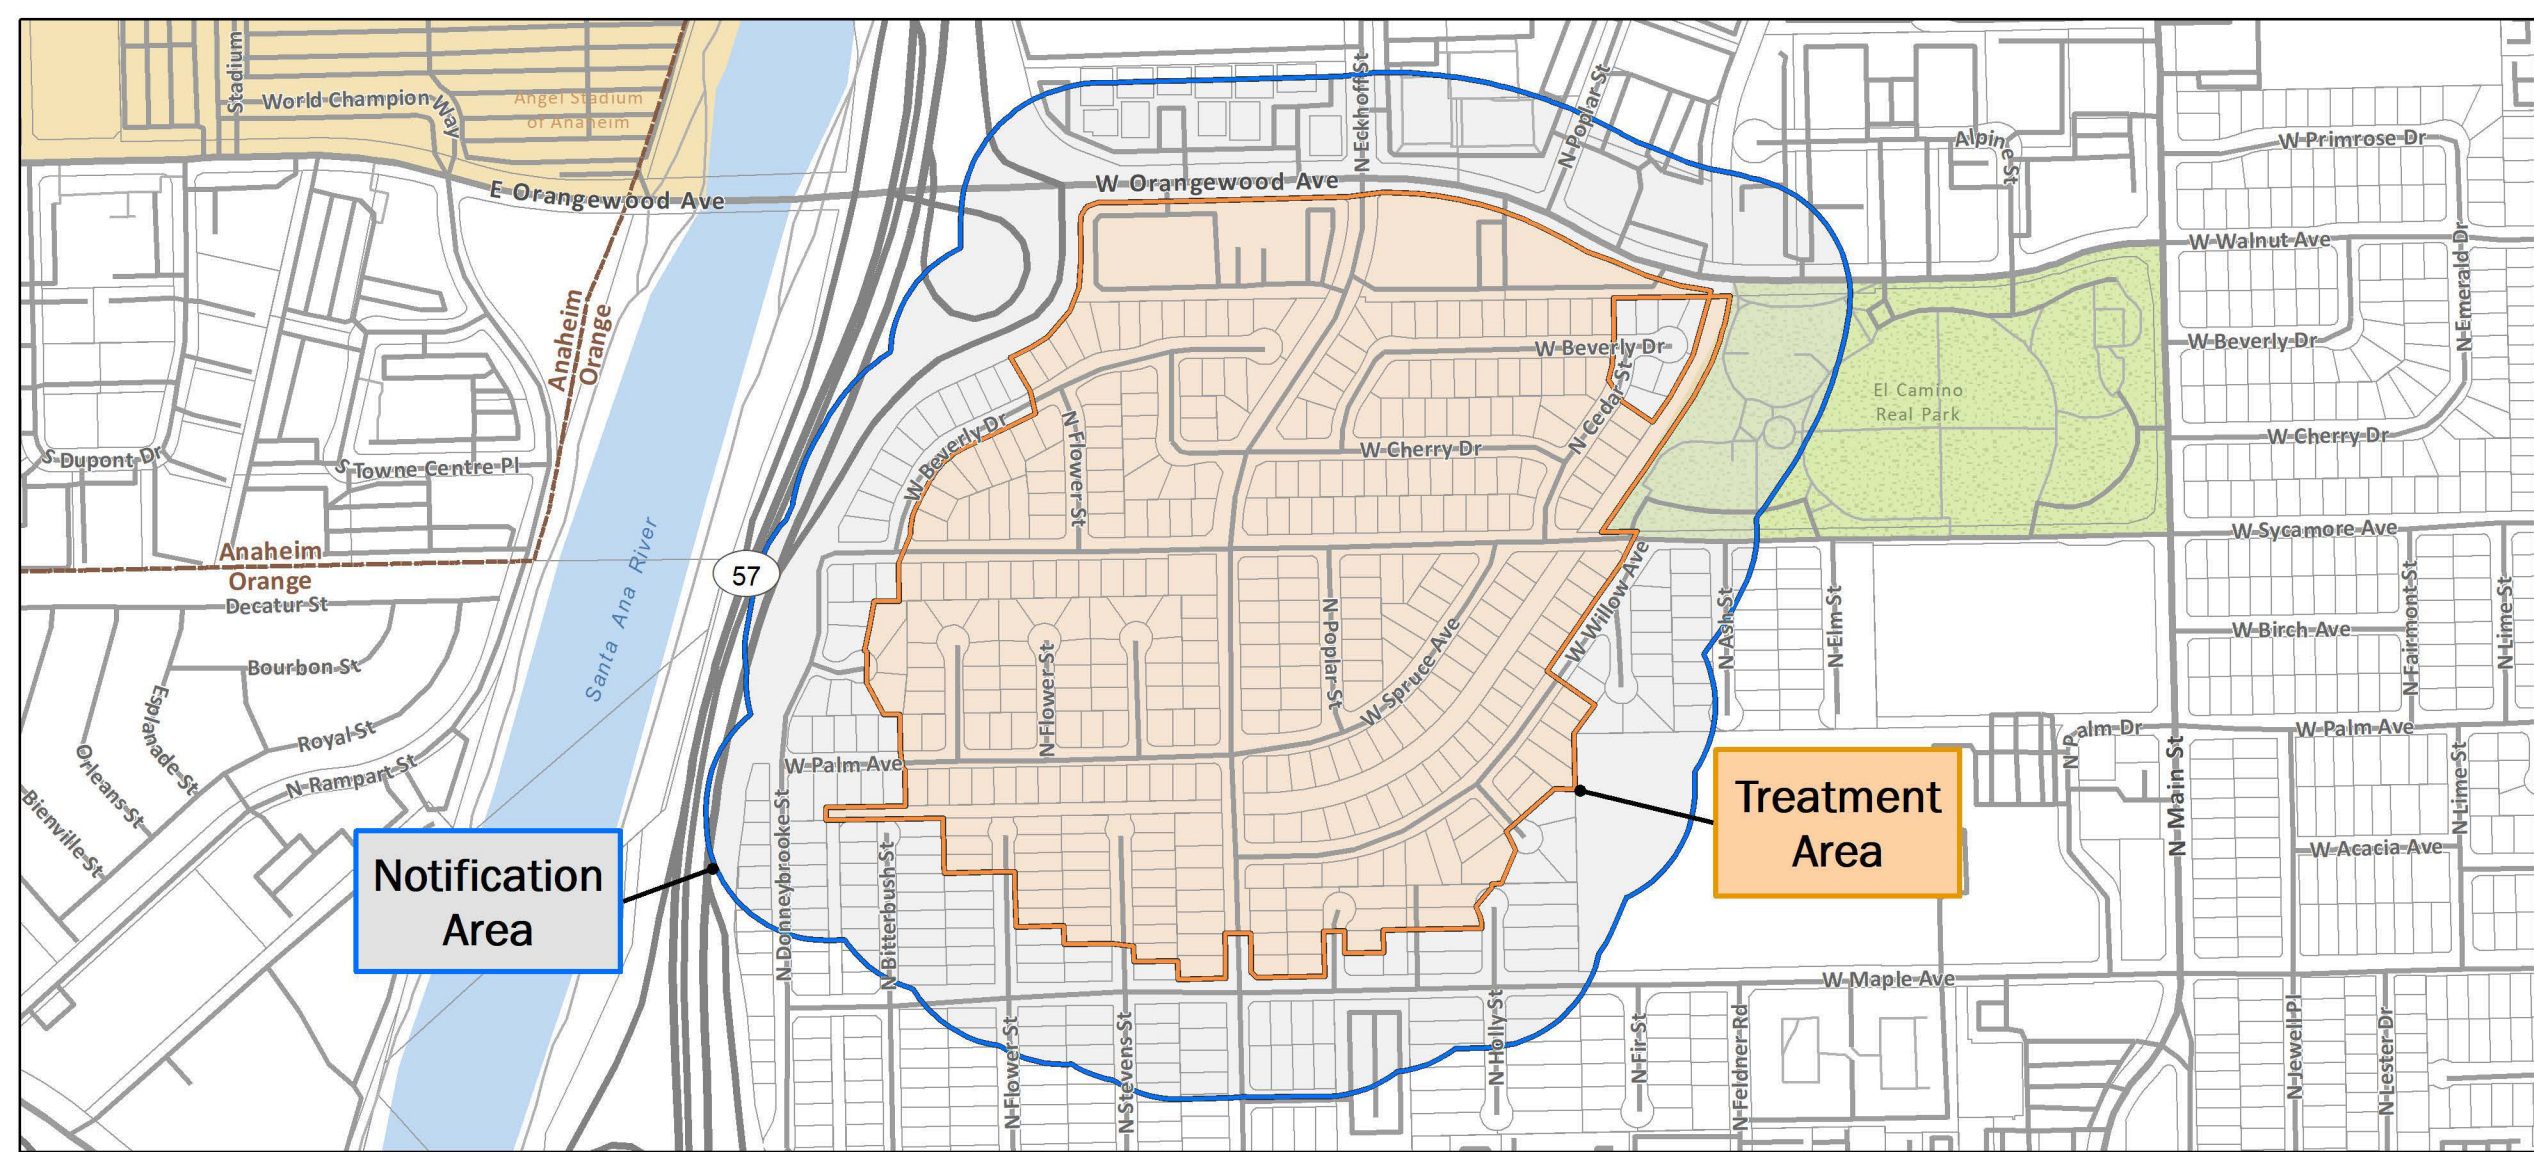 Stadium
World Champion Way
Angel Stadium
of Anaheim
E Orangewood Ave
W Orangewood Ave
N Eckhoff St
N Poplar St
Alpine St
W Primrose Dr
W Walnut Ave
N Emerald Dr
W Beverly Dr
W Beverly Dr
N Cedar St
El Camino
Real Park
Anaheim
Orange
W Beverly Dr
N Flower St
W Cherry Dr
W Cherry Dr
S Dupont Dr
S Towne Centre Pl
Santa Ana River
W Sycamore Ave
Anaheim
Orange
57
Decatur St
Bourbon St
Esplanade St
Royal St
Orleans St
N Rampart St
Bienville St
N Flower St
N Poplar St
W Spruce Ave
W Willow Ave
N Ash St
N Elm St
W Birch Ave
N Fairmont St
N Lime St
W Palm Ave
N Palm Dr
W Palm Ave
N Main St
N Lime St
W Acacia Ave
Treatment
Area
Notification
Area
N Donneybrooke St
N Bitterbush St
W Maple Ave
N Flower St
N Stevens St
N Holly St
N Fir St
N Feldner Rd
N Jewell Pl
N Lester Dr